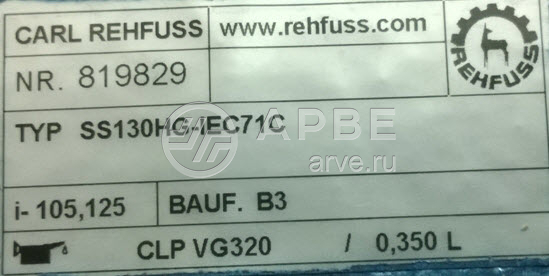 CARL REHFUSS
www.rehfuss.com
REHFUSS
NR. 819829
TYP SS130HG-IEC71C
АРВЕ
arve.ru
i- 105,125
BAUF. B3
CLP VG320 / 0,350 L